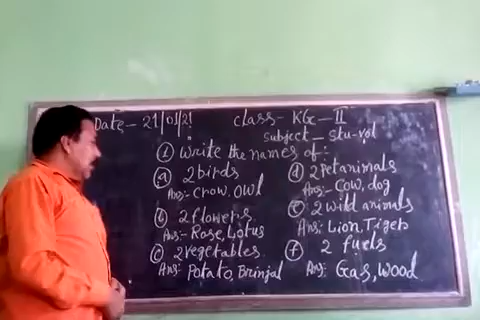 Date - 21/01/21 class - KG - II
Subject - Stu-vol
① Write the names of :
ⓐ 2 birds
Ans:- crow, owl
ⓑ 2 flowers
Ans:- Rose, Lotus
ⓒ 2 vegetables
Ans: Potato, Brinjal
ⓓ 2 Pet animals
Ans:- Cow, dog
ⓔ 2 wild animals
Ans:- Lion, Tiger
ⓕ 2 fuels
Ans: Gas, Wood